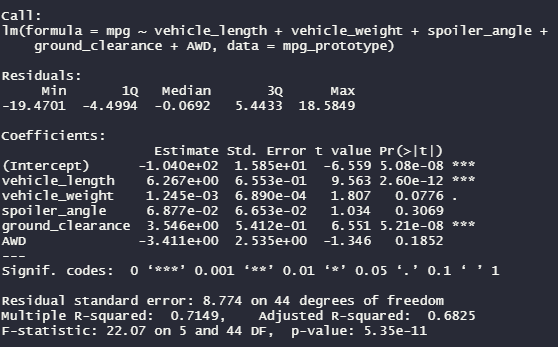 Call:
lm(formula = mpg ~ vehicle_length + vehicle_weight + spoiler_angle +
    ground_clearance + AWD, data = mpg_prototype)

Residuals:
     Min       1Q   Median       3Q      Max
-19.4701  -4.4994  -0.0692   5.4433  18.5849

Coefficients:
                   Estimate Std. Error t value Pr(>|t|)
(Intercept)      -1.040e+02  1.585e+01  -6.559 5.08e-08 ***
vehicle_length    6.267e+00  6.553e-01   9.563 2.60e-12 ***
vehicle_weight    1.245e-03  6.890e-04   1.807   0.0776 .
spoiler_angle     6.877e-02  6.653e-02   1.034   0.3069
ground_clearance  3.546e+00  5.412e-01   6.551 5.21e-08 ***
AWD              -3.411e+00  2.535e+00  -1.346   0.1852
---
Signif. codes:  0 ‘***’ 0.001 ‘**’ 0.01 ‘*’ 0.05 ‘.’ 0.1 ‘ ’ 1

Residual standard error: 8.774 on 44 degrees of freedom
Multiple R-squared:  0.7149,    Adjusted R-squared:  0.6825
F-statistic: 22.07 on 5 and 44 DF,  p-value: 5.35e-11